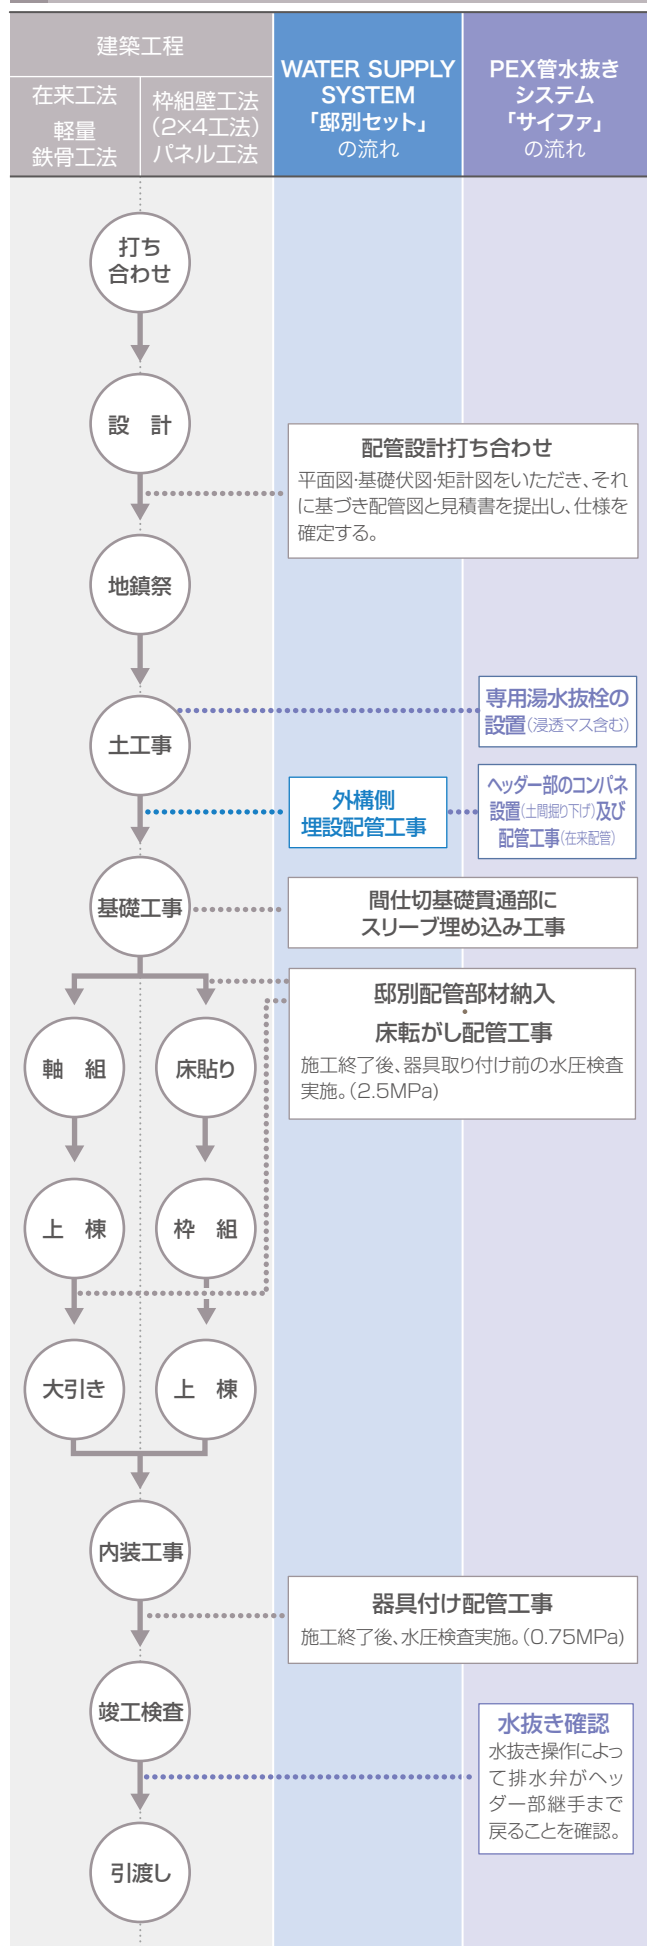 建築工程
在来工法
軽量
鉄骨工法
枠組壁工法
(2×4工法)
パネル工法
WATER SUPPLY
SYSTEM
「邸別セット」
の流れ
PEX管水抜き
システム
「サイファ」
の流れ
打ち
合わせ
設 計
配管設計打ち合わせ
平面図・基礎伏図・矩計図をいただき、それ
に基づき配管図と見積書を提出し、仕様を
確定する。
地鎮祭
土工事
専用湯水抜栓の
設置(浸透マス含む)
外構側
埋設配管工事
ヘッダー部のコンパネ
設置(土間掘り下げ)及び
配管工事(在来配管)
基礎工事
間仕切基礎貫通部に
スリーブ埋め込み工事
邸別配管部材納入
・
床転がし配管工事
施工終了後、器具取り付け前の水圧検査
実施。(2.5MPa)
軸 組
床貼り
上 棟
枠 組
大引き
上 棟
内装工事
器具付け配管工事
施工終了後、水圧検査実施。(0.75MPa)
竣工検査
水抜き確認
水抜き操作によっ
て排水弁がヘッ
ダー部継手まで
戻ることを確認。
引渡し